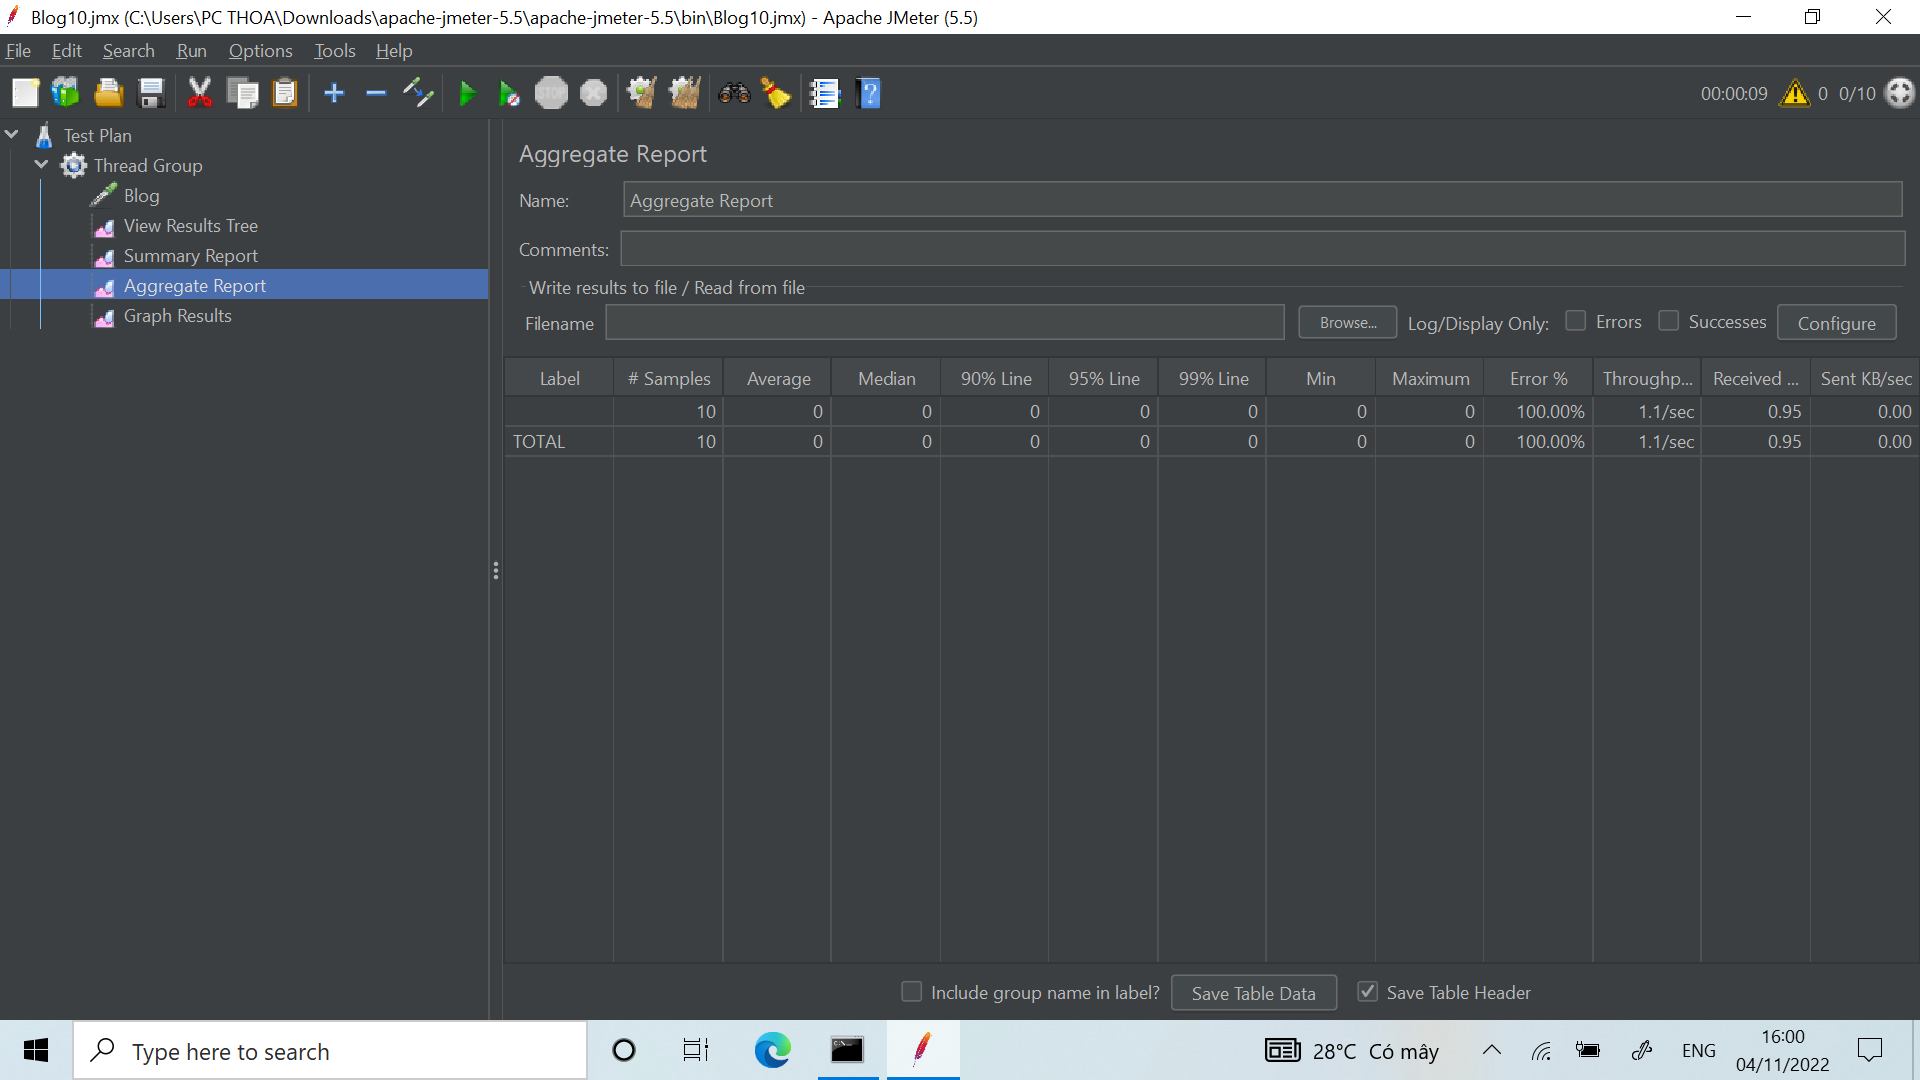 Blog10.jmx (C:\Users\PC THOA\Downloads\apache-jmeter-5.5\apache-jmeter-5.5\bin\Blog10.jmx) - Apache JMeter (5.5)
File Edit Search Run Options Tools Help
STOP 00:00:09 0 0/10
Test Plan
Thread Group
Blog
View Results Tree
Summary Report
Aggregate Report
Graph Results
Aggregate Report
Name: Aggregate Report
Comments:
Write results to file / Read from file
Filename Browse... Log/Display Only: Errors Successes Configure
Label # Samples Average Median 90% Line 95% Line 99% Line Min Maximum Error % Throughp... Received ... Sent KB/sec
10 0 0 0 0 0 0 0 100.00% 1.1/sec 0.95 0.00
TOTAL 10 0 0 0 0 0 0 0 100.00% 1.1/sec 0.95 0.00
Include group name in label? Save Table Data Save Table Header
Type here to search
28°C Có mây
ENG
16:00
04/11/2022